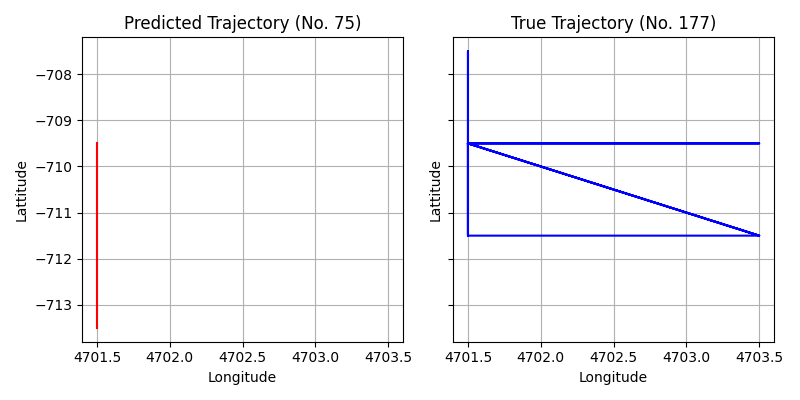 Predicted Trajectory (No. 75)
−708
−709
−710
−711
−712
−713
Lattitude
4701.5 4702.0 4702.5 4703.0 4703.5
Longitude
True Trajectory (No. 177)
Lattitude
4701.5 4702.0 4702.5 4703.0 4703.5
Longitude